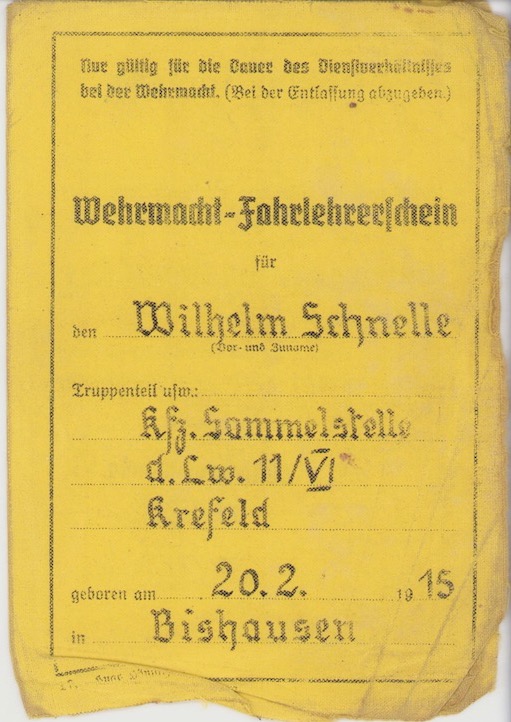 Nur gültig für die Dauer des Dienstverhältnisses
bei der Wehrmacht. (Bei der Entlassung abzugeben.)
Wehrmacht-Fahrlehrerschein
für
den Wilhelm Schnelle
(Vor- und Zuname)
Truppenteil usw.:
Kfz. Sammelstelle
d. Lw. 11/VI
Krefeld
geboren am 20. 2. 1915
in Bishausen